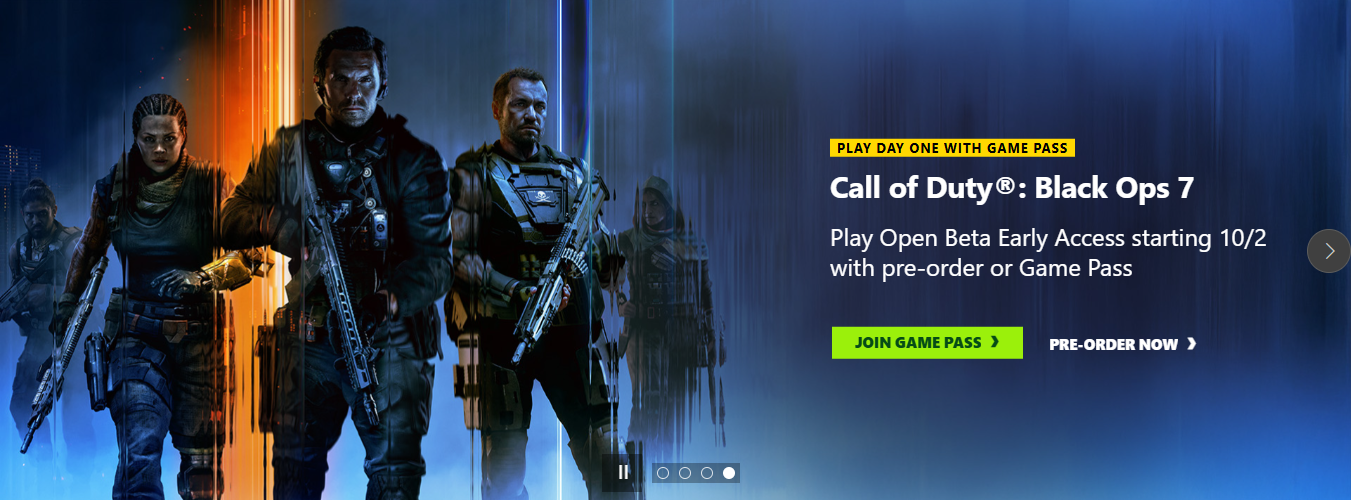 PLAY DAY ONE WITH GAME PASS
Call of Duty®: Black Ops 7
Play Open Beta Early Access starting 10/2
with pre-order or Game Pass
JOIN GAME PASS
PRE-ORDER NOW